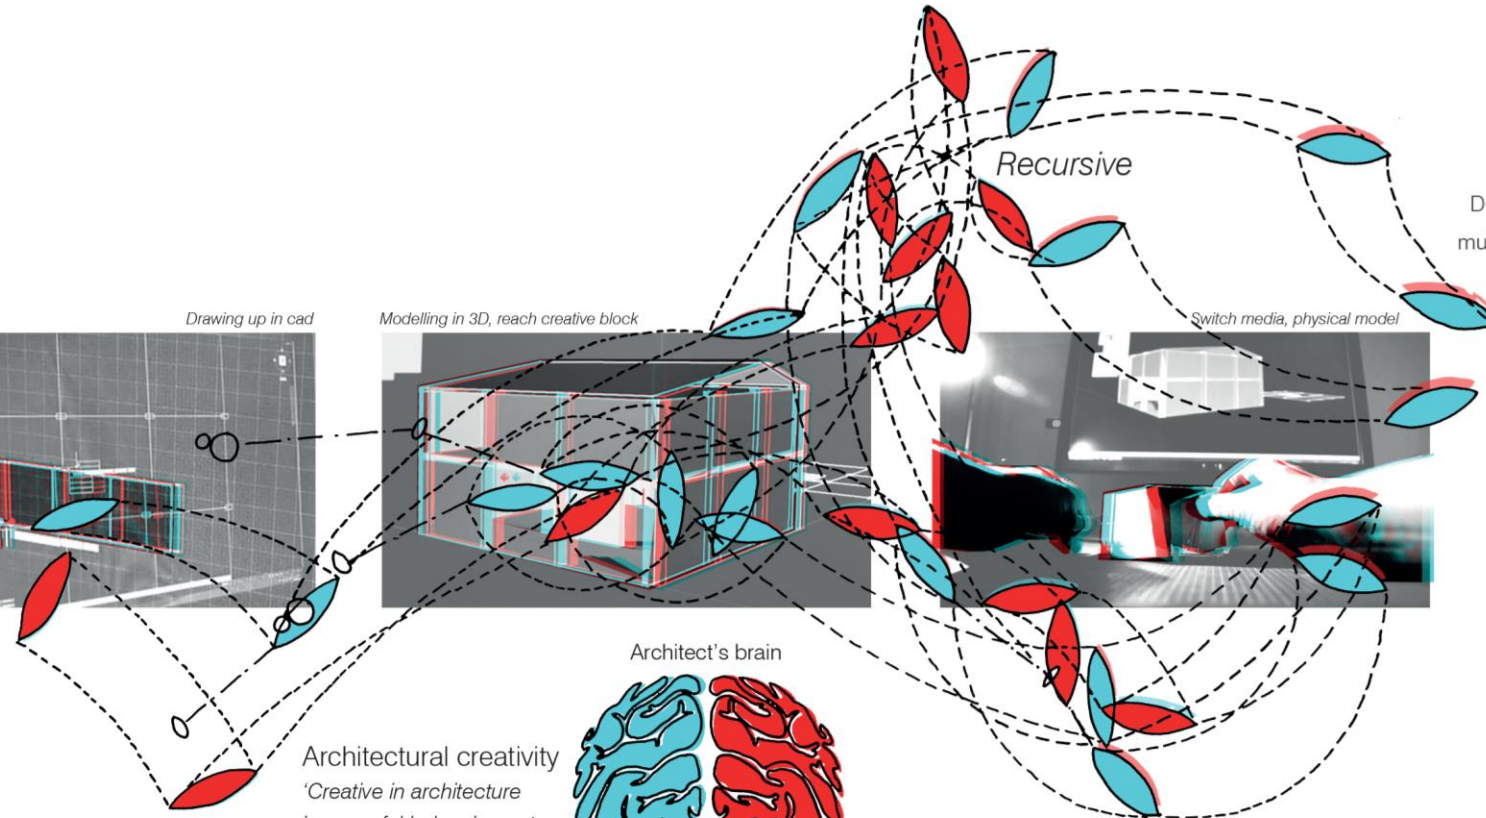 Recursive
D
mu
Drawing up in cad
Modelling in 3D, reach creative block
Switch media, physical model
Architect's brain
Architectural creativity
'Creative in architecture